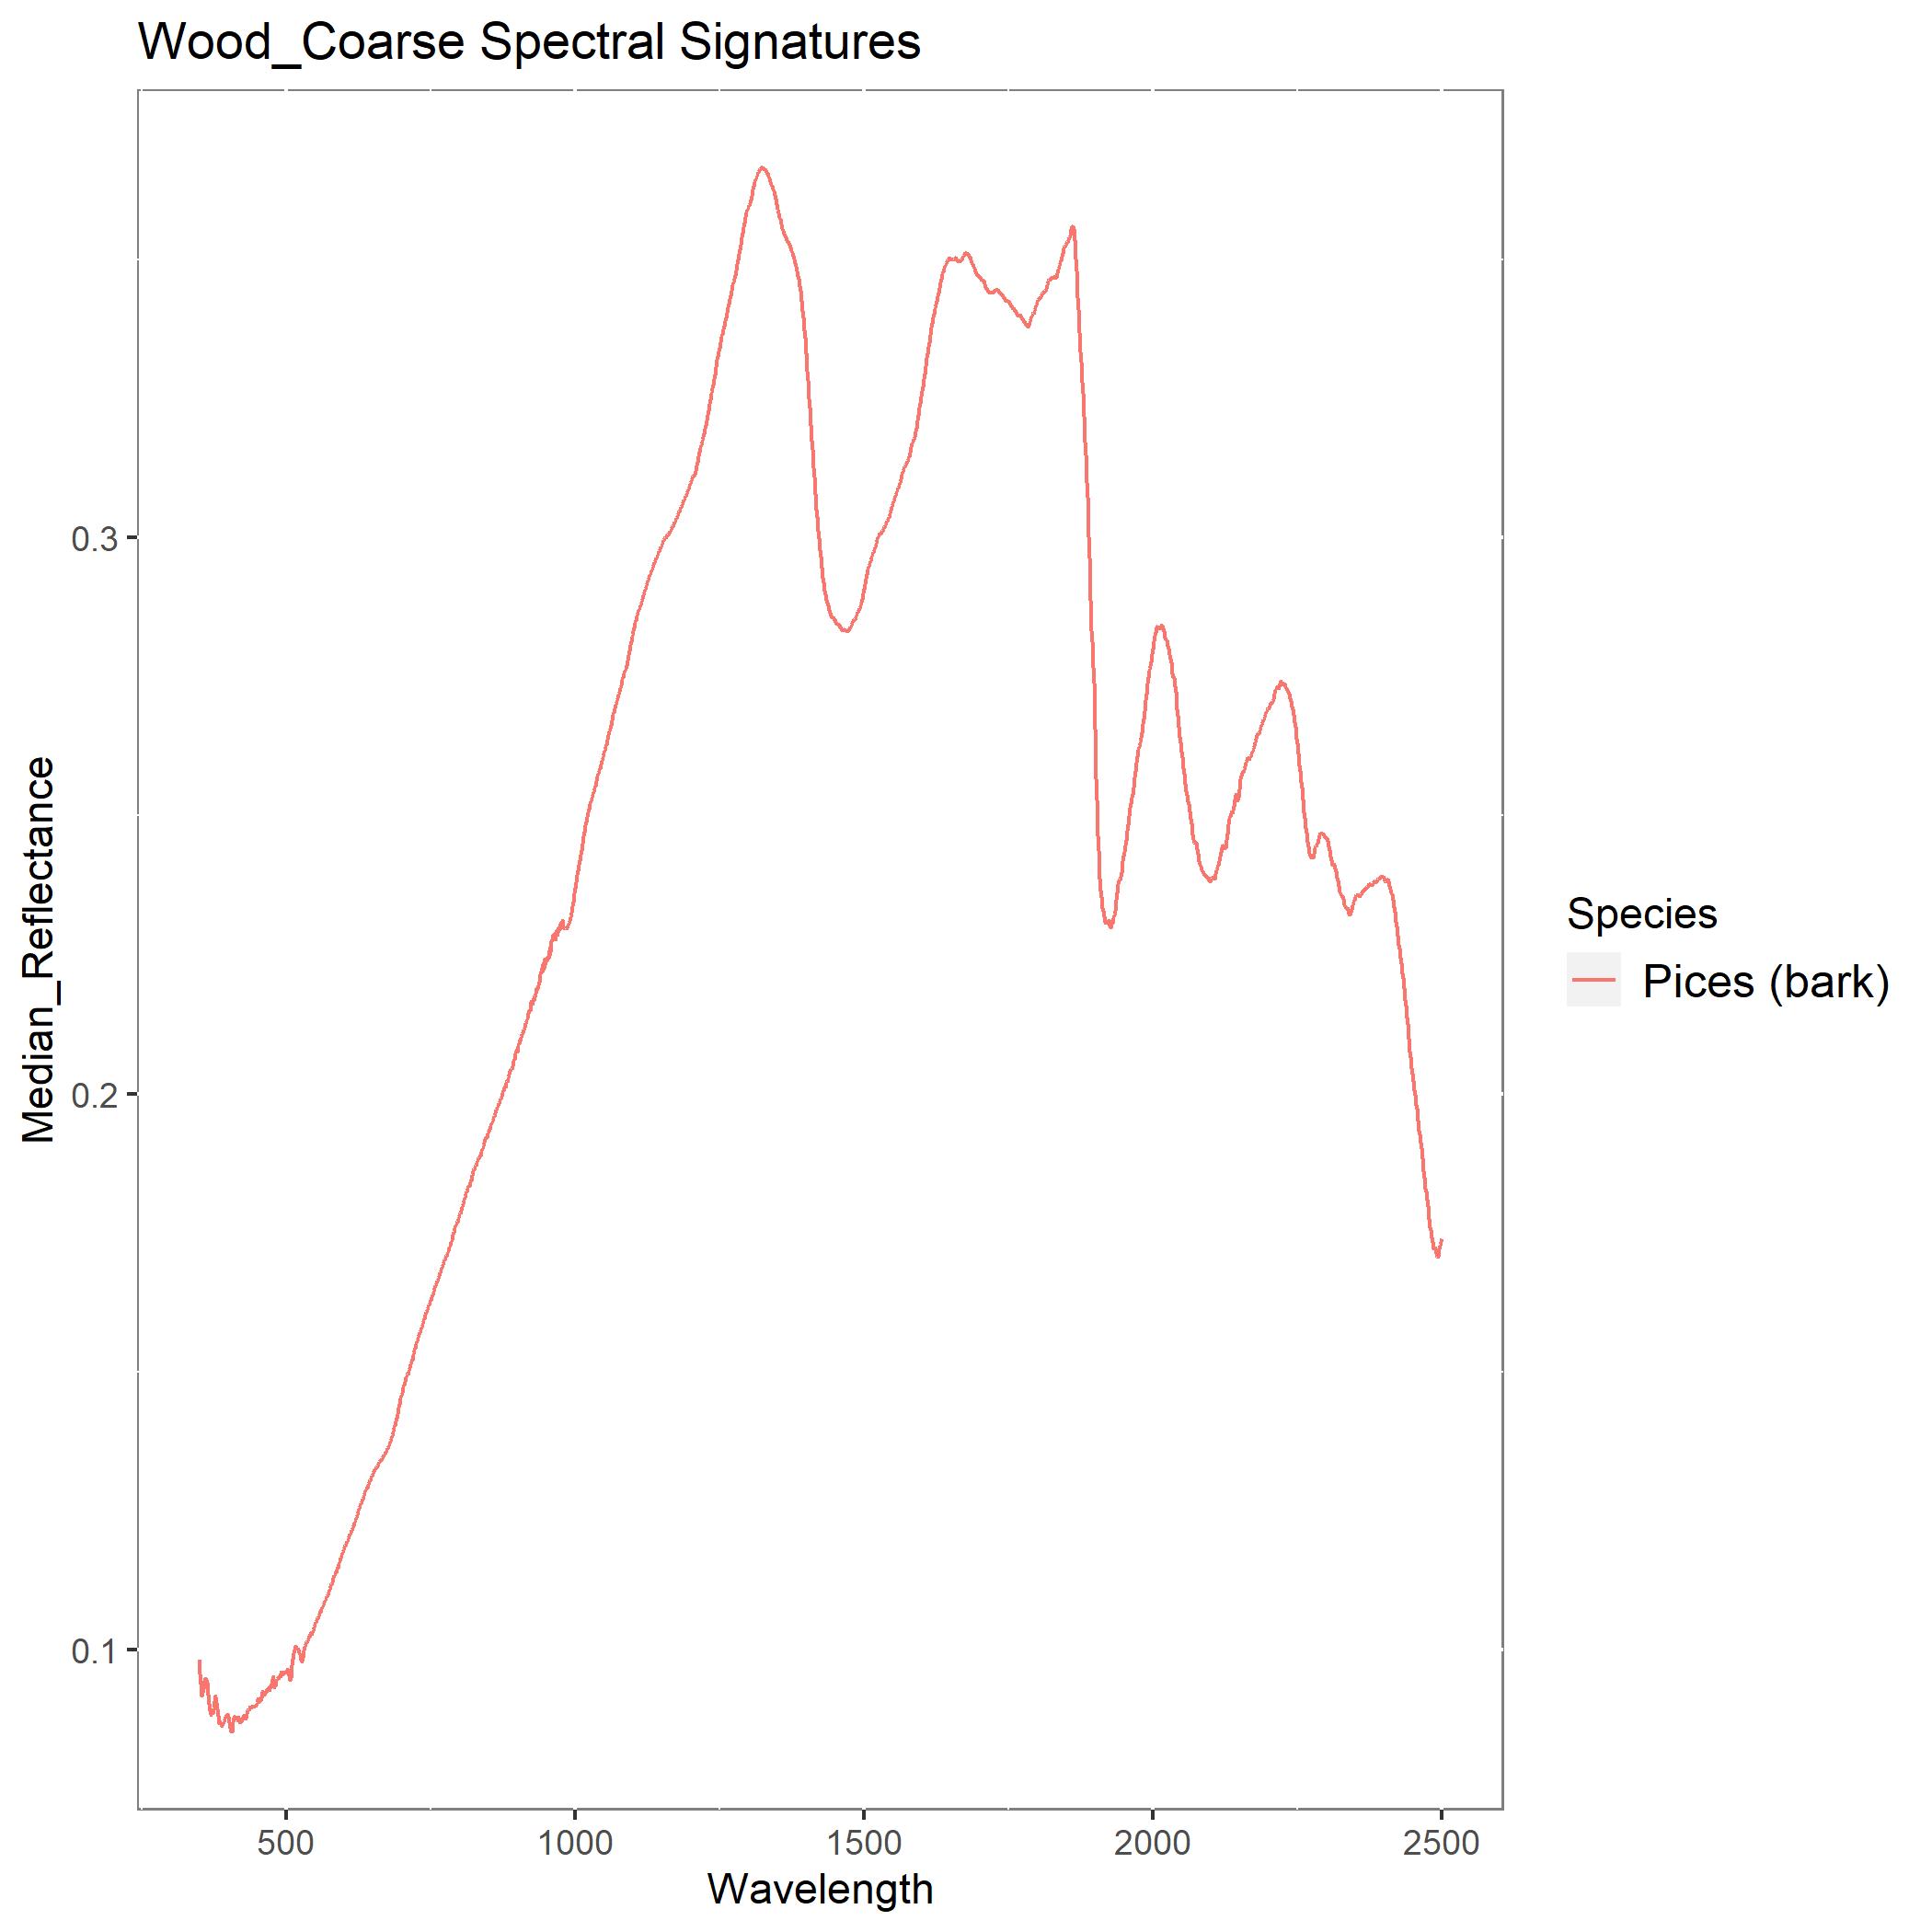 Wood_Coarse Spectral Signatures
0.3
0.2
0.1
Median_Reflectance
500 1000 1500 2000 2500
Wavelength
Species
Pices (bark)